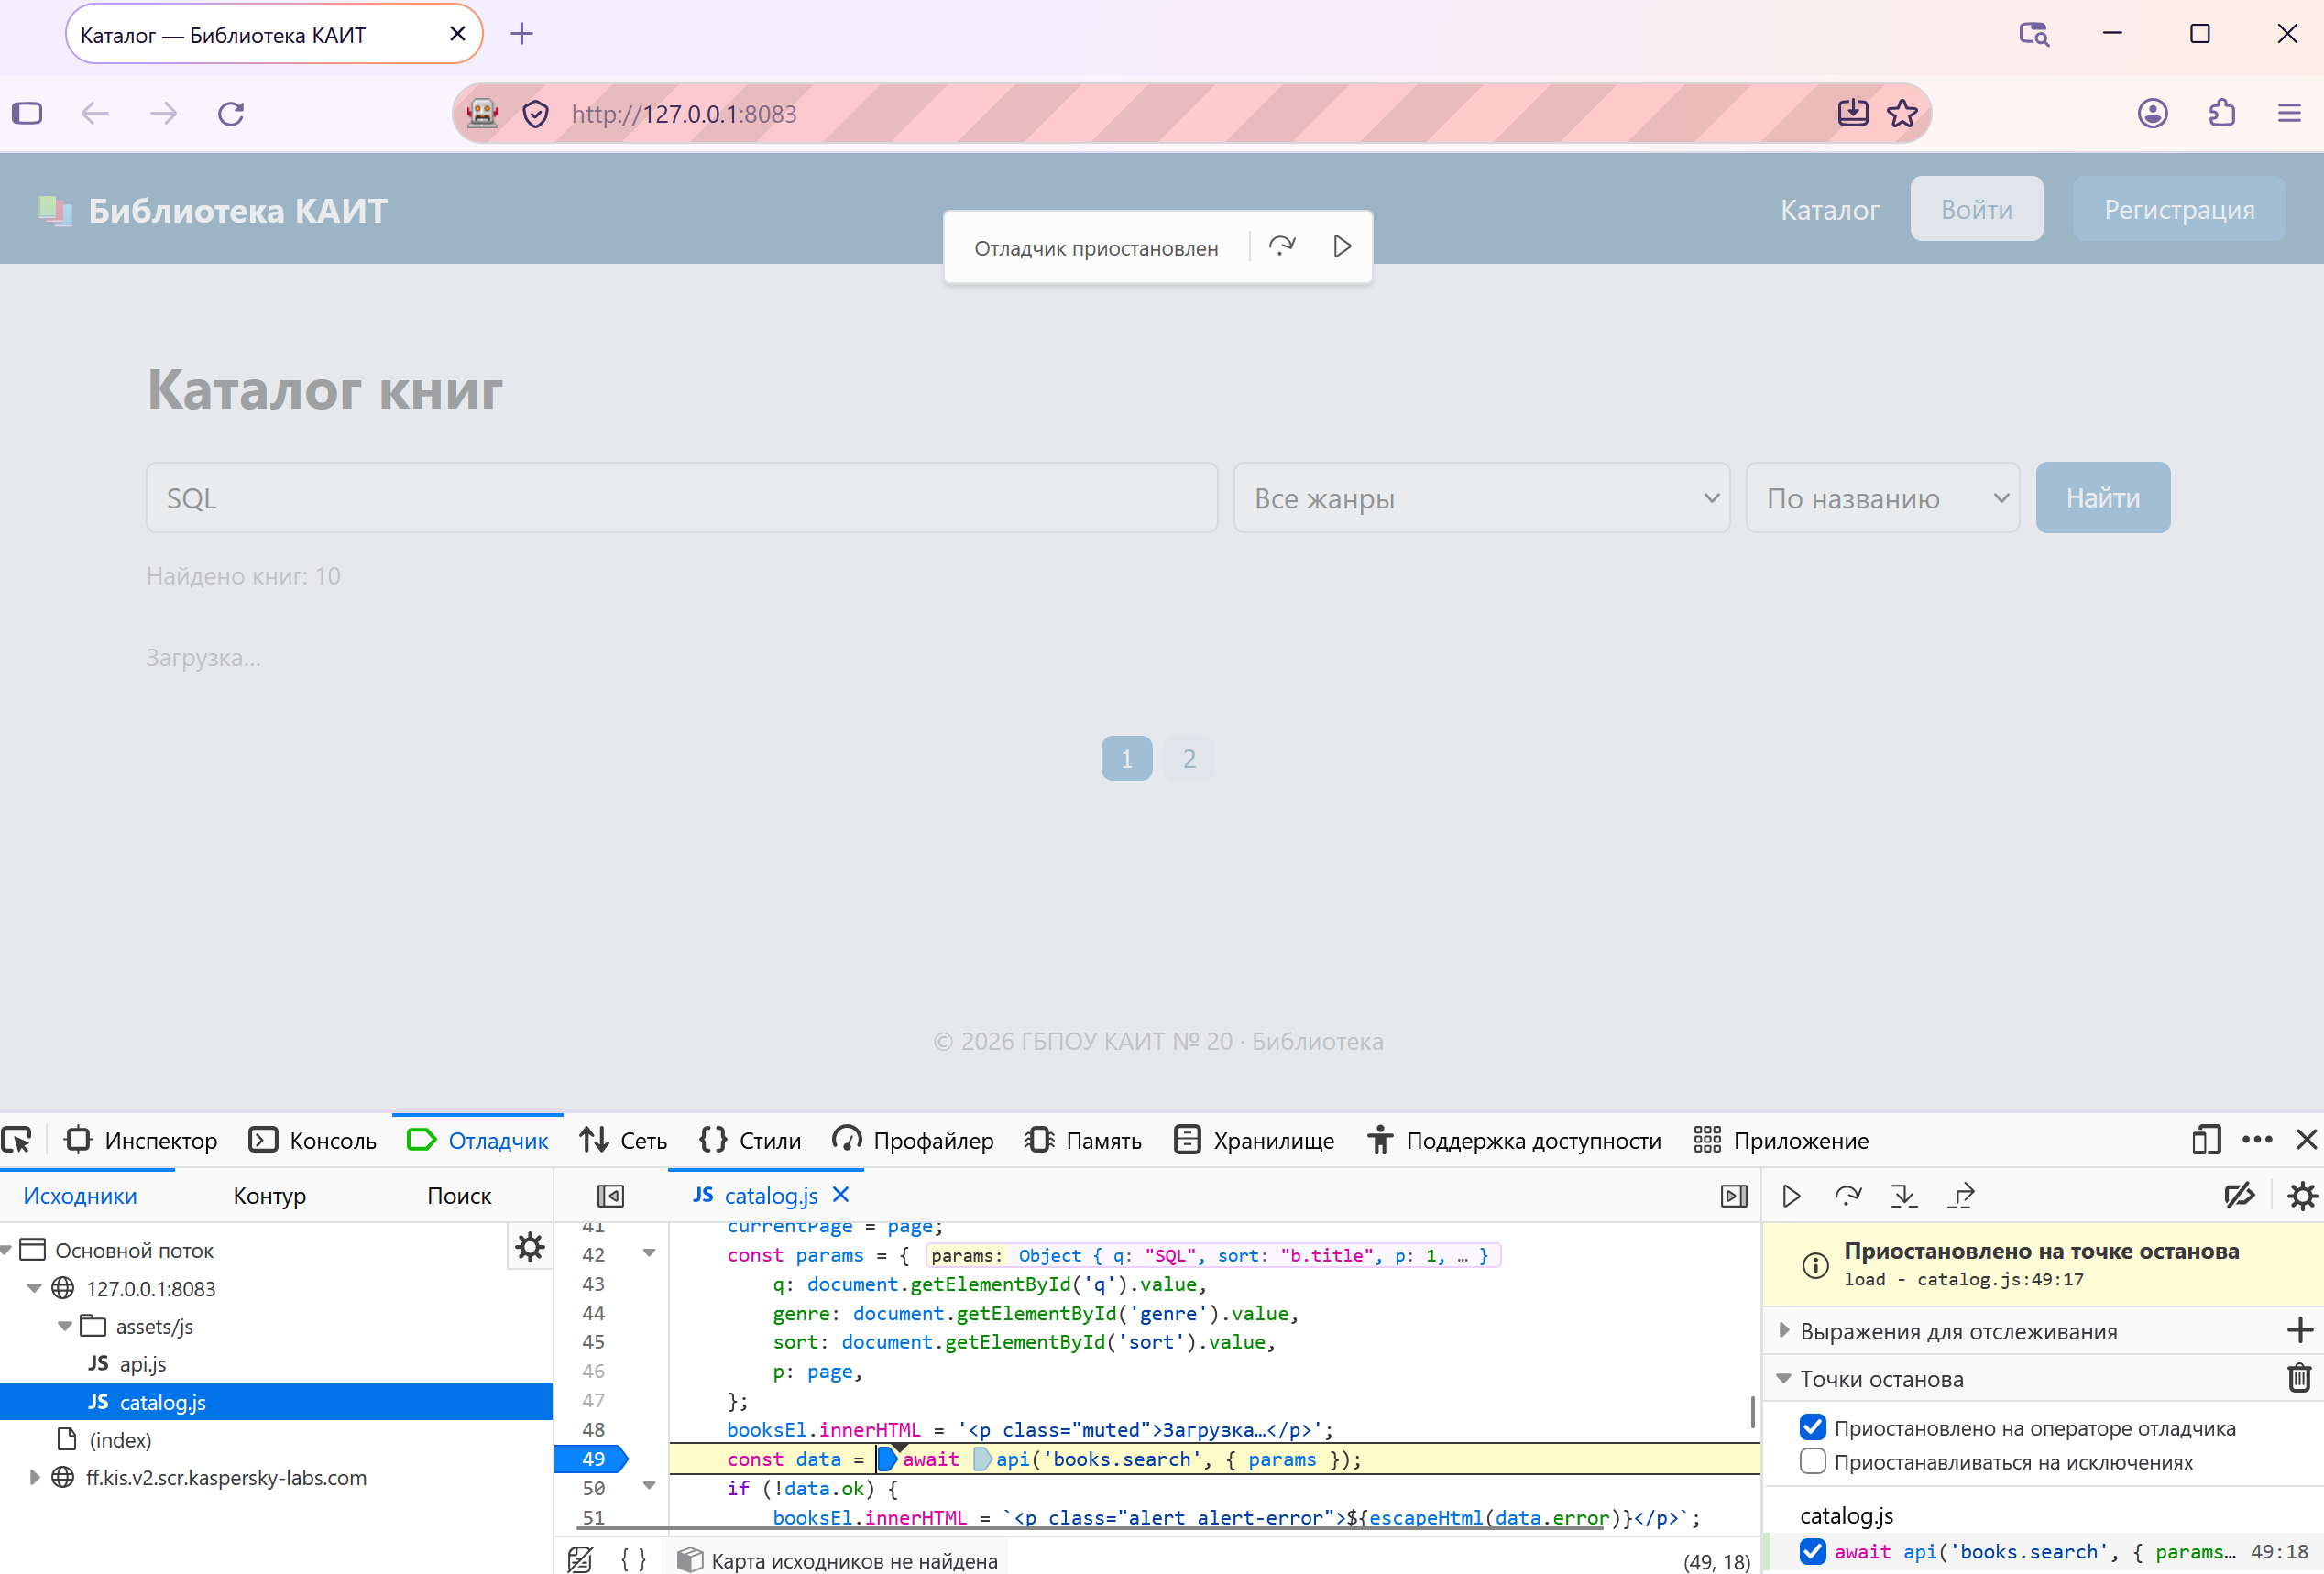 Каталог — Библиотека КАИТ
http://127.0.0.1:8083
Библиотека КАИТ
Каталог
Войти
Регистрация
Отладчик приостановлен
Каталог книг
SQL
Все жанры
По названию
Найти
Найдено книг: 10
Загрузка...
1 2
© 2026 ГБПОУ КАИТ № 20 · Библиотека
Инспектор
Консоль
Отладчик
Сеть
Стили
Профайлер
Память
Хранилище
Поддержка доступности
Приложение
Исходники
Контур
Поиск
Основной поток
127.0.0.1:8083
assets/js
JS api.js
JS catalog.js
(index)
ff.kis.v2.scr.kaspersky-labs.com
JS catalog.js
41 currentPage = page;
42 const params = { params: Object { q: "SQL", sort: "b.title", p: 1, … }
43 q: document.getElementById('q').value,
44 genre: document.getElementById('genre').value,
45 sort: document.getElementById('sort').value,
46 p: page,
47 };
48 booksEl.innerHTML = '<p class="muted">Загрузка…</p>';
49 const data = await api('books.search', { params });
50 if (!data.ok) {
51 booksEl.innerHTML = `<p class="alert alert-error">${escapeHtml(data.error)}</p>`;
{ } Карта исходников не найдена
(49, 18)
Приостановлено на точке останова
load - catalog.js:49:17
Выражения для отслеживания
Точки останова
Приостановлено на операторе отладчика
Приостанавливаться на исключениях
catalog.js
await api('books.search', { params… 49:18